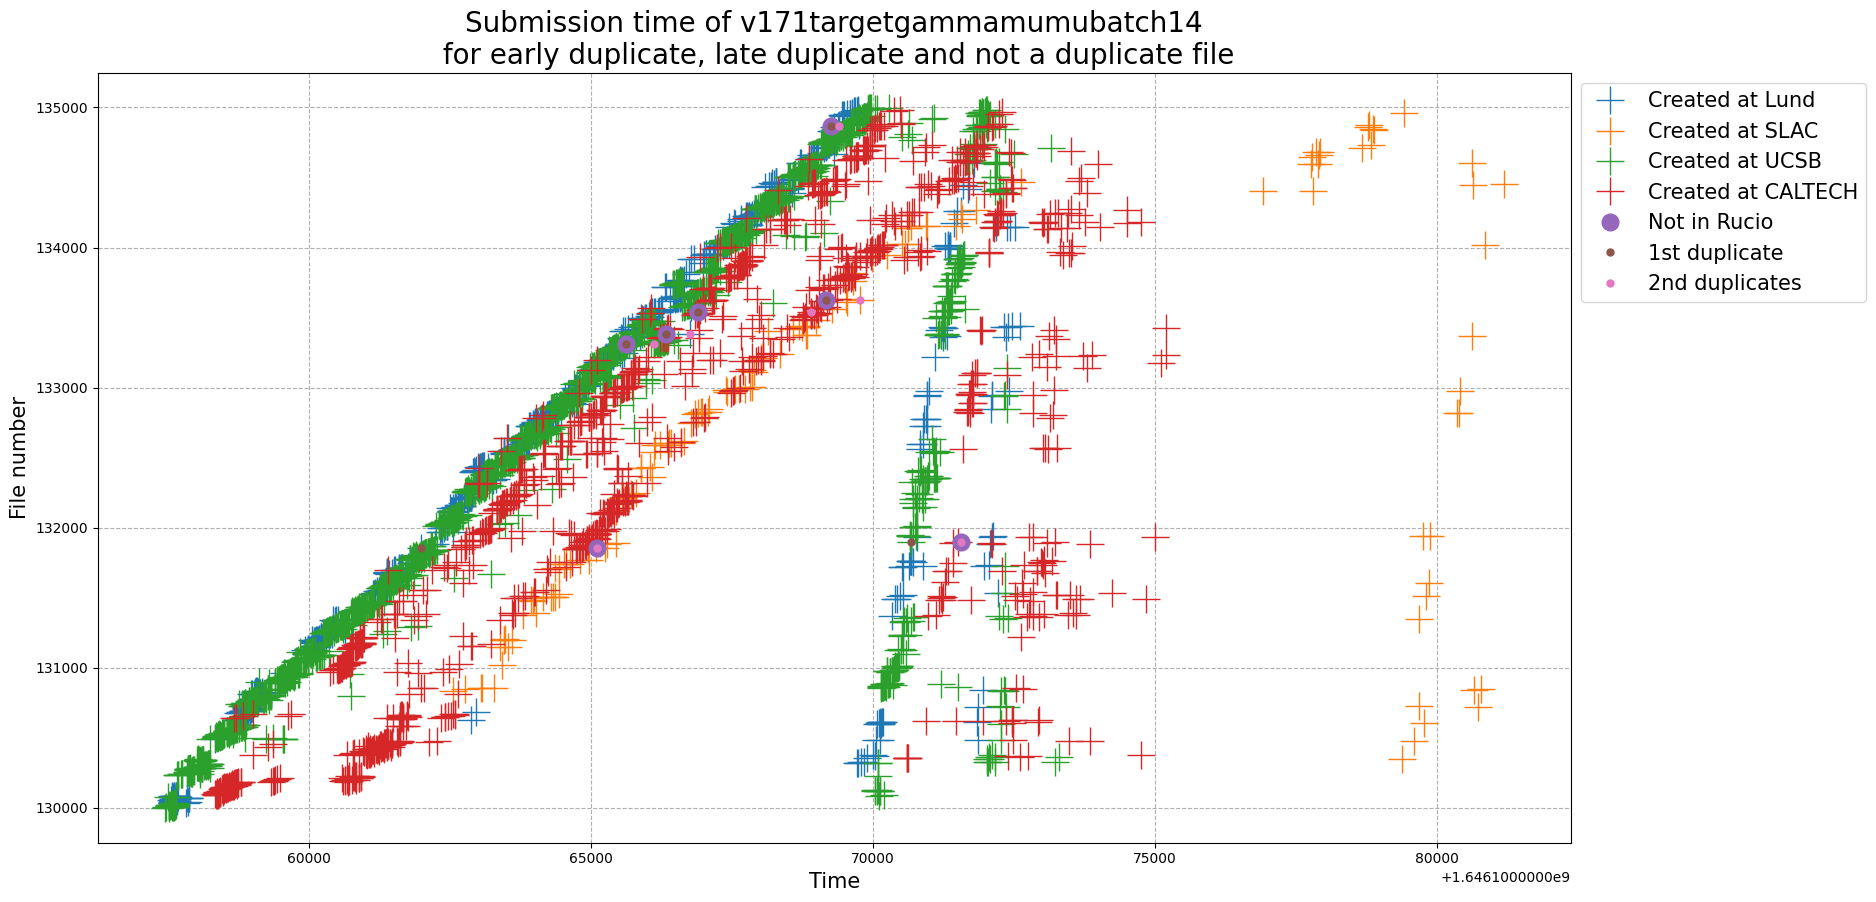 Submission time of v171targetgammamumubatch14
for early duplicate, late duplicate and not a duplicate file
135000
134000
133000
132000
131000
130000
File number
60000
65000
70000
75000
80000
+1.6461000000e9
Time
Created at Lund
Created at SLAC
Created at UCSB
Created at CALTECH
Not in Rucio
1st duplicate
2nd duplicates